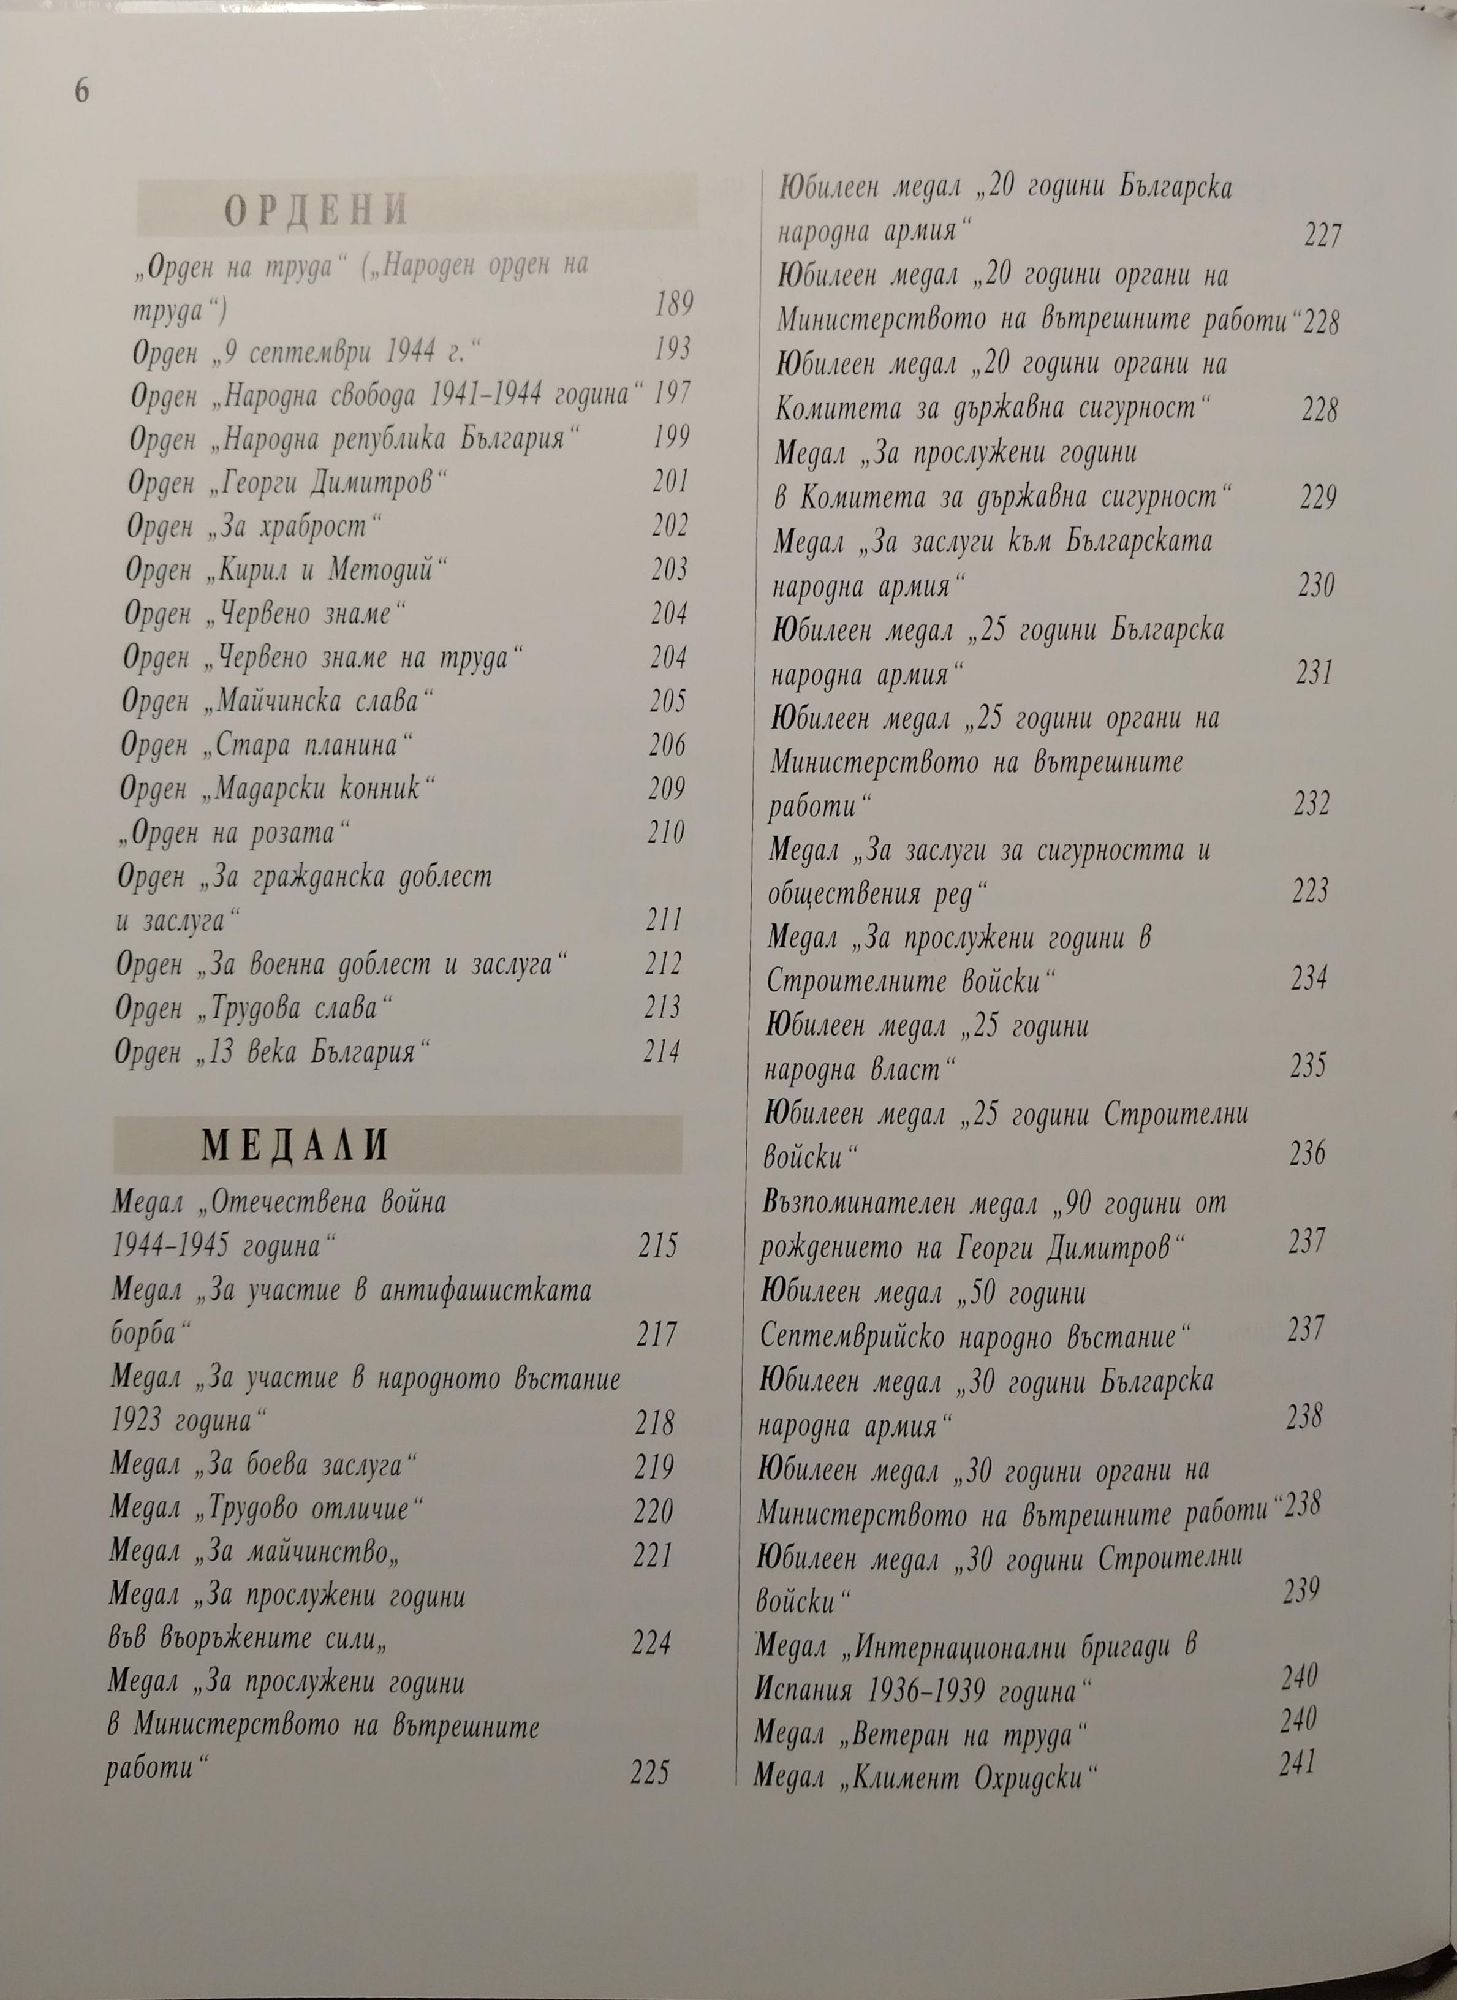 6
ОРДЕНИ
„Орден на труда“ („Народен орден на
труда“) 189
Орден „9 септември 1944 г.“ 193
Орден „Народна свобода 1941–1944 година“ 197
Орден „Народна република България“ 199
Орден „Георги Димитров“ 201
Орден „За храброст“ 202
Орден „Кирил и Методий“ 203
Орден „Червено знаме“ 204
Орден „Червено знаме на труда“ 204
Орден „Майчинска слава“ 205
Орден „Стара планина“ 206
Орден „Мадарски конник“ 209
„Орден на розата“ 210
Орден „За гражданска доблест
и заслуга“ 211
Орден „За военна доблест и заслуга“ 212
Орден „Трудова слава“ 213
Орден „13 века България“ 214
МЕДАЛИ
Медал „Отечествена война
1944–1945 година“ 215
Медал „За участие в антифашистката
борба“ 217
Медал „За участие в народното въстание
1923 година“ 218
Медал „За боева заслуга“ 219
Медал „Трудово отличие“ 220
Медал „За майчинство„ 221
Медал „За прослужени години
във въоръжените сили„ 224
Медал „За прослужени години
в Министерството на вътрешните
работи“ 225
Юбилеен медал „20 години Българска
народна армия“ 227
Юбилеен медал „20 години органи на
Министерството на вътрешните работи“ 228
Юбилеен медал „20 години органи на
Комитета за държавна сигурност“ 228
Медал „За прослужени години
в Комитета за държавна сигурност“ 229
Медал „За заслуги към Българската
народна армия“ 230
Юбилеен медал „25 години Българска
народна армия“ 231
Юбилеен медал „25 години органи на
Министерството на вътрешните
работи“ 232
Медал „За заслуги за сигурността и
обществения ред“ 223
Медал „За прослужени години в
Строителните войски“ 234
Юбилеен медал „25 години
народна власт“ 235
Юбилеен медал „25 години Строителни
войски“ 236
Възпоминателен медал „90 години от
рождението на Георги Димитров“ 237
Юбилеен медал „50 години
Септемврийско народно въстание“ 237
Юбилеен медал „30 години Българска
народна армия“ 238
Юбилеен медал „30 години органи на
Министерството на вътрешните работи“ 238
Юбилеен медал „30 години Строителни
войски“ 239
Медал „Интернационални бригади в
Испания 1936–1939 година“ 240
Медал „Ветеран на труда“ 240
Медал „Климент Охридски“ 241